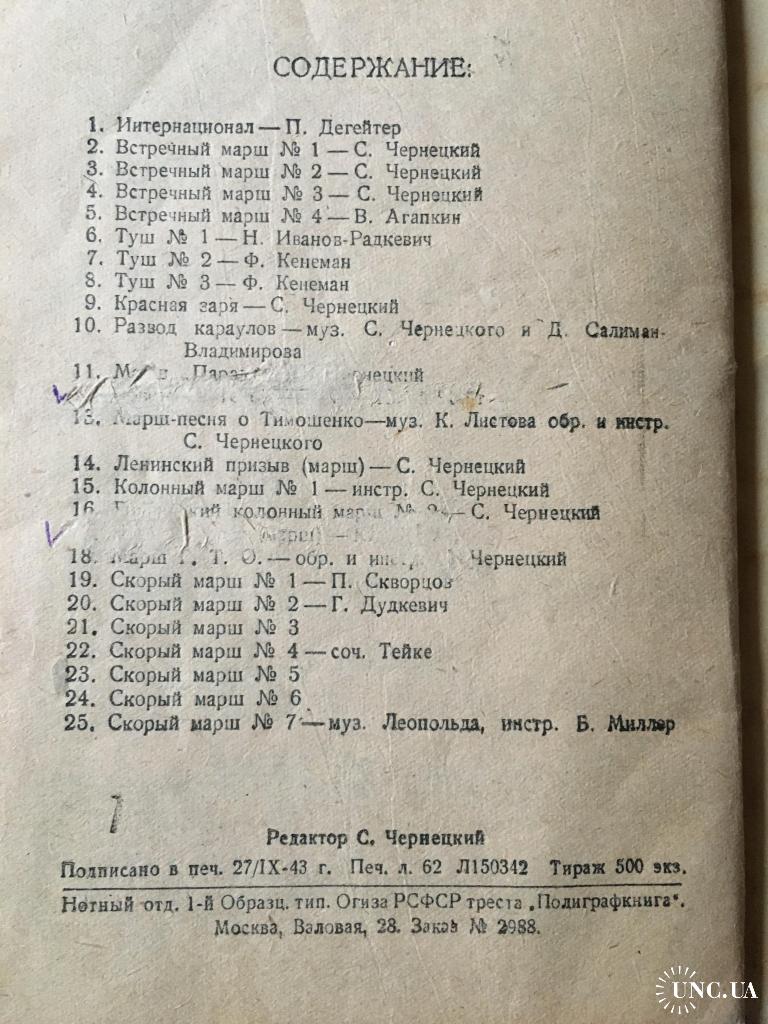 СОДЕРЖАНИЕ:
1. Интернационал — П. Дегейтер
2. Встречный марш № 1 — С. Чернецкий
3. Встречный марш № 2 — С. Чернецкий
4. Встречный марш № 3 — С. Чернецкий
5. Встречный марш № 4 — В. Агапкин
6. Туш № 1 — Н. Иванов-Радкевич
7. Туш № 2 — Ф. Кенеман
8. Туш № 3 — Ф. Кенеман
9. Красная заря — С. Чернецкий
10. Развод караулов — муз. С. Чернецкого и Д. Салиман-
Владимирова
11.
13. Марш-песня о Тимошенко — муз. К. Листова обр. и инстр.
С. Чернецкого
14. Ленинский призыв (марш) — С. Чернецкий
15. Колонный марш № 1 — инстр. С. Чернецкий
16. колонный марш № — С. Чернецкий
18. Марш Г. Т. О. — обр. и Чернецкий
19. Скорый марш № 1 — П. Скворцов
20. Скорый марш № 2 — Г. Дудкевич
21. Скорый марш № 3
22. Скорый марш № 4 — соч. Тейке
23. Скорый марш № 5
24. Скорый марш № 6
25. Скорый марш № 7 — муз. Леопольда, инстр. Б. Миллер
Редактор С. Чернецкий
Подписано в печ. 27/IX-43 г. Печ. л. 62 Л150342 Тираж 500 экз.
Нотный отд. 1-й Образц. тип. Огиза РСФСР треста „Полиграфкнига".
Москва, Валовая, 28. Заказ № 2988.
UNC.UA